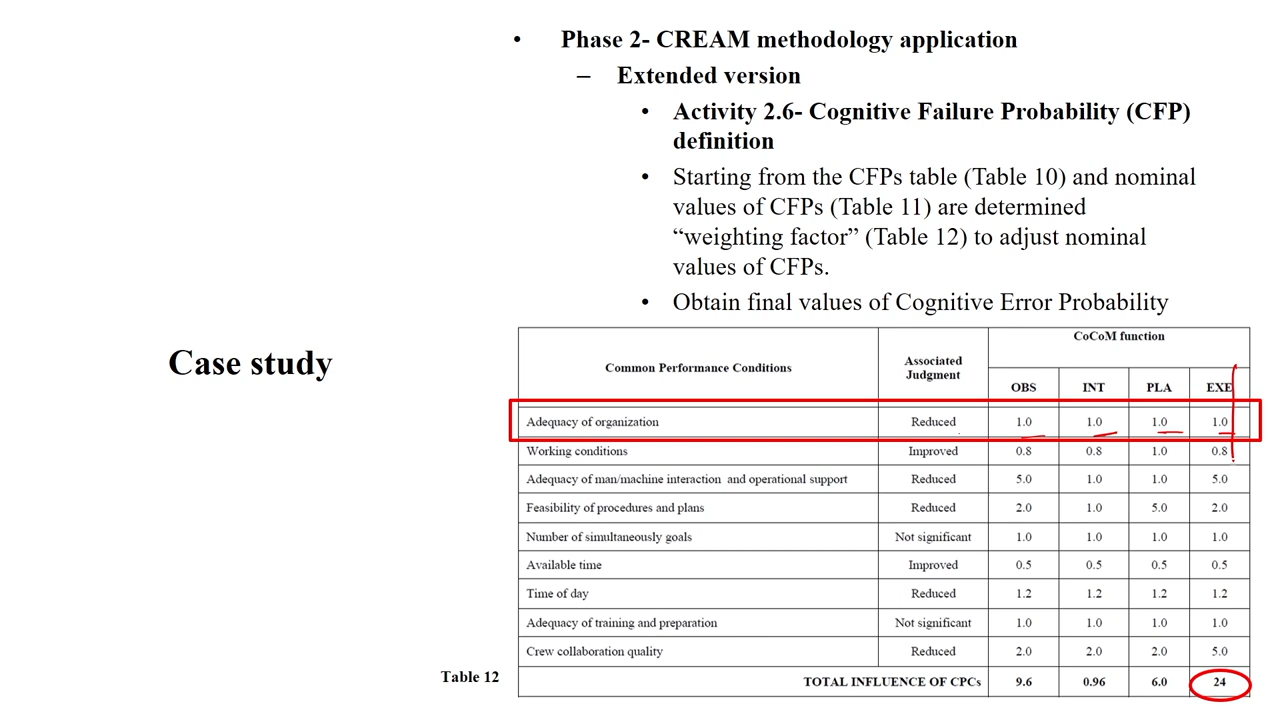 • Phase 2- CREAM methodology application
– Extended version
• Activity 2.6- Cognitive Failure Probability (CFP)
definition
• Starting from the CFPs table (Table 10) and nominal
values of CFPs (Table 11) are determined
“weighting factor” (Table 12) to adjust nominal
values of CFPs.
• Obtain final values of Cognitive Error Probability
Case study
Common Performance Conditions Associated Judgment CoCoM function
OBS INT PLA EXE
Adequacy of organization Reduced 1.0 1.0 1.0 1.0
Working conditions Improved 0.8 0.8 1.0 0.8
Adequacy of man/machine interaction and operational support Reduced 5.0 1.0 1.0 5.0
Feasibility of procedures and plans Reduced 2.0 1.0 5.0 2.0
Number of simultaneously goals Not significant 1.0 1.0 1.0 1.0
Available time Improved 0.5 0.5 0.5 0.5
Time of day Reduced 1.2 1.2 1.2 1.2
Adequacy of training and preparation Not significant 1.0 1.0 1.0 1.0
Crew collaboration quality Reduced 2.0 2.0 2.0 5.0
TOTAL INFLUENCE OF CPCs 9.6 0.96 6.0 24
Table 12